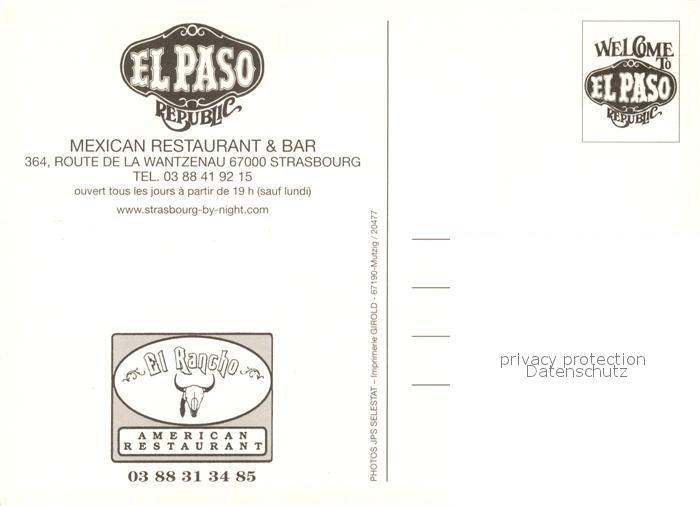 EL PASO
REPUBLIC
MEXICAN RESTAURANT & BAR
364, ROUTE DE LA WANTZENAU 67000 STRASBOURG
TEL. 03 88 41 92 15
ouvert tous les jours à partir de 19 h (sauf lundi)
www.strasbourg-by-night.com
El Rancho
AMERICAN
RESTAURANT
03 88 31 34 85
PHOTOS JPS SELESTAT – Imprimerie GIROLD - 67190-Mutzig / 20477
WELCOME
TO
EL PASO
REPUBLIC
privacy protection
Datenschutz